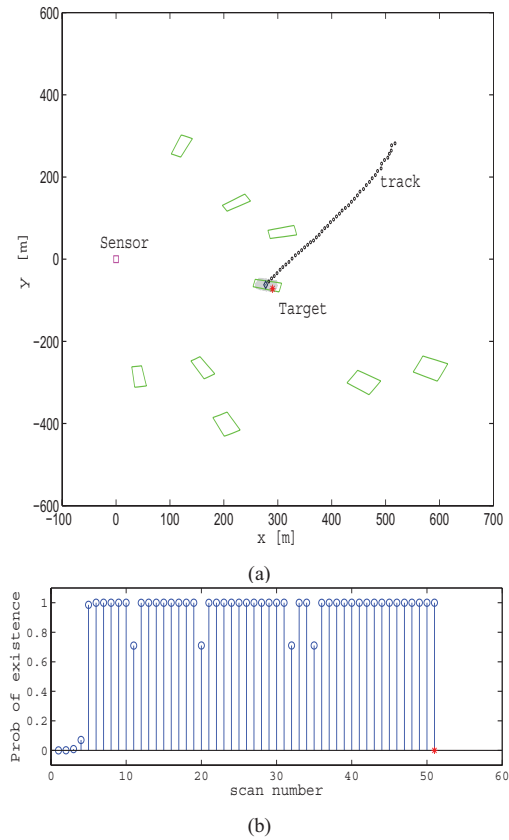 600
400
200
0
-200
-400
-600
y [m]
Sensor
track
Target
-100 0 100 200 300 400 500 600 700
x [m]
(a)
1
0.8
0.6
0.4
0.2
0
Prob of existence
0 10 20 30 40 50 60
scan number
(b)